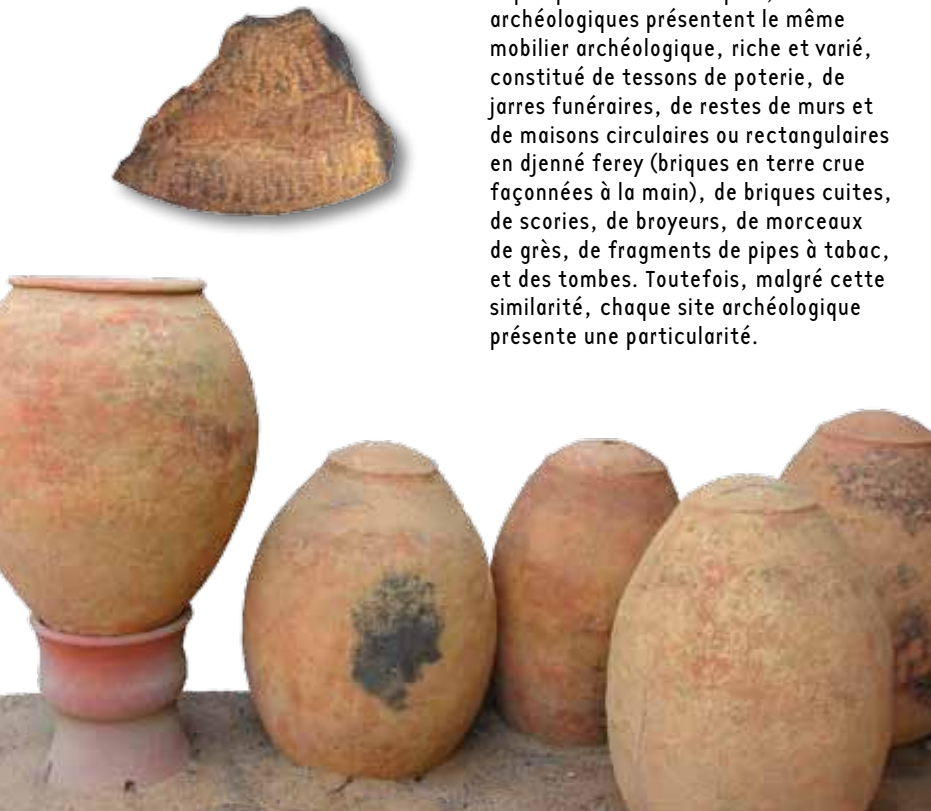 archéologiques présentent le même
mobilier archéologique, riche et varié,
constitué de tessons de poterie, de
jarres funéraires, de restes de murs et
de maisons circulaires ou rectangulaires
en djenné ferey (briques en terre crue
façonnées à la main), de briques cuites,
de scories, de broyeurs, de morceaux
de grès, de fragments de pipes à tabac,
et des tombes. Toutefois, malgré cette
similarité, chaque site archéologique
présente une particularité.